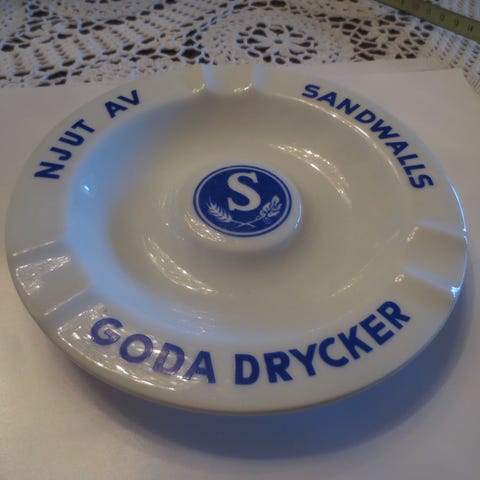 NJUT AV
SANDWALLS
GODA DRYCKER
S